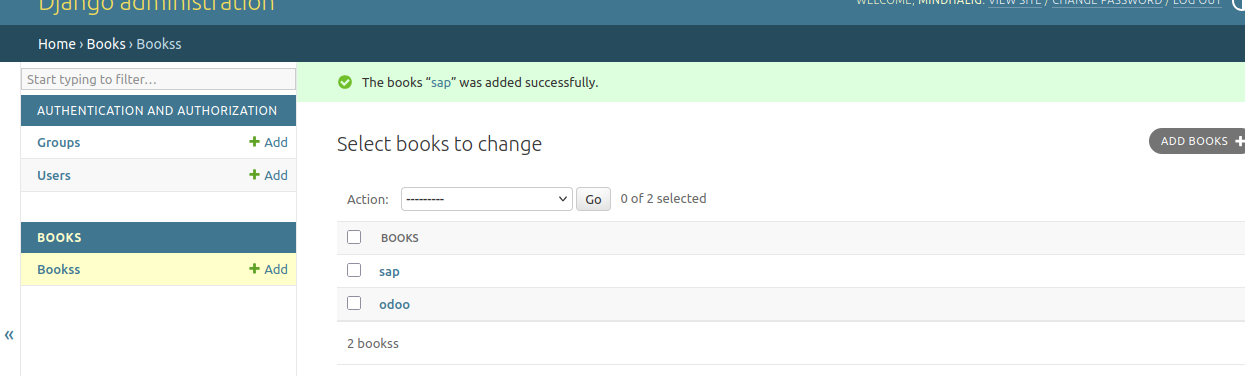 Django administration
WELCOME, MINDHALIG. VIEW SITE / CHANGE PASSWORD / LOG OUT
Home › Books › Bookss
Start typing to filter…
The books “sap” was added successfully.
AUTHENTICATION AND AUTHORIZATION
Groups + Add
Users + Add
BOOKS
Bookss + Add
«
Select books to change
ADD BOOKS +
Action: --------- Go 0 of 2 selected
BOOKS
sap
odoo
2 bookss